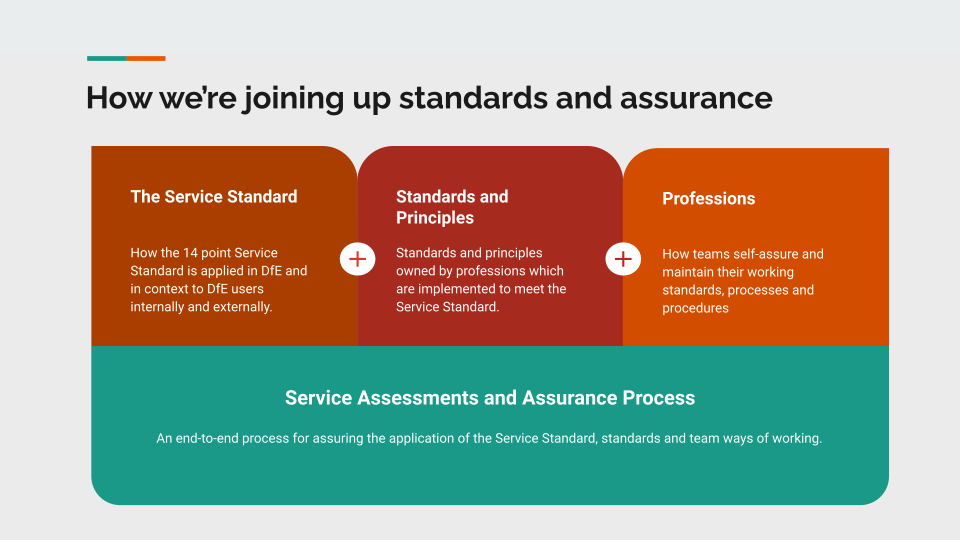 How we’re joining up standards and assurance
The Service Standard
How the 14 point Service
Standard is applied in DfE and
in context to DfE users
internally and externally.
Standards and
Principles
Standards and principles
owned by professions which
are implemented to meet the
Service Standard.
Professions
How teams self-assure and
maintain their working
standards, processes and
procedures
Service Assessments and Assurance Process
An end-to-end process for assuring the application of the Service Standard, standards and team ways of working.